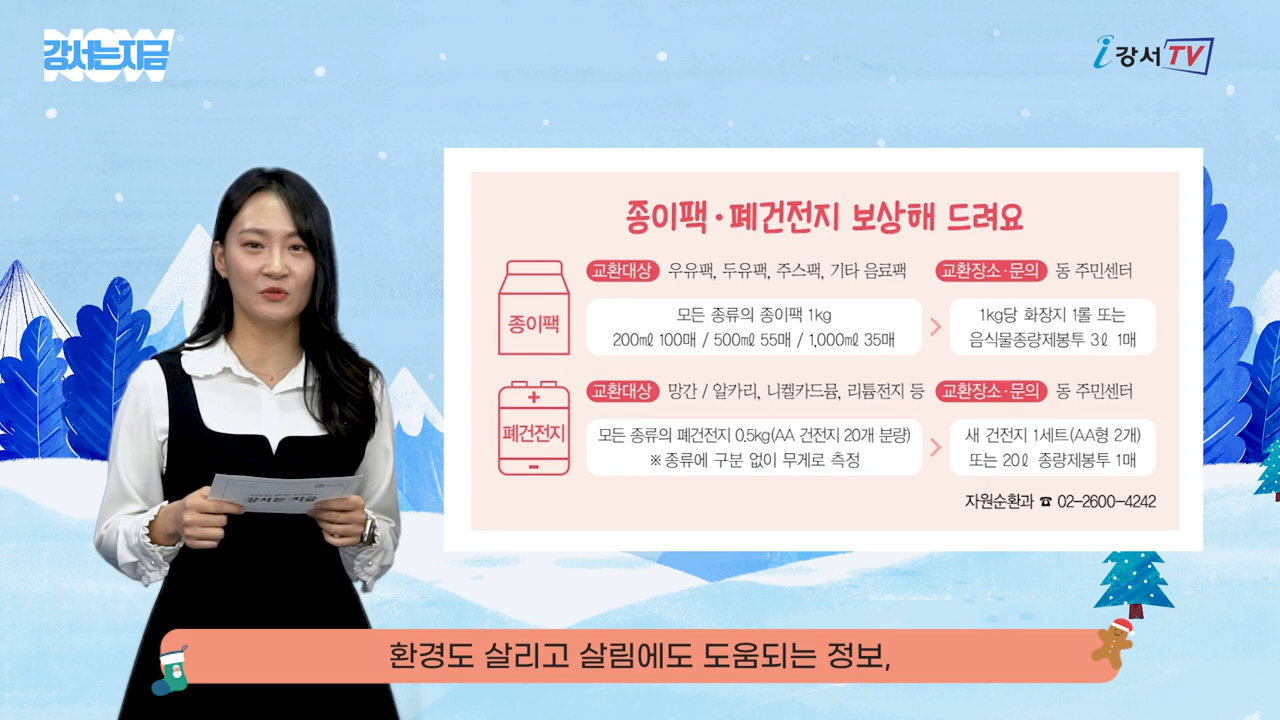 강서는지금
NOW
i강서TV
종이팩·폐건전지 보상해 드려요
교환대상 우유팩, 두유팩, 주스팩, 기타 음료팩 교환장소·문의 동 주민센터
종이팩
모든 종류의 종이팩 1kg
200㎖ 100매 / 500㎖ 55매 / 1,000㎖ 35매
1kg당 화장지 1롤 또는
음식물종량제봉투 3ℓ 1매
교환대상 망간 / 알카리, 니켈카드뮴, 리튬전지 등 교환장소·문의 동 주민센터
폐건전지
모든 종류의 폐건전지 0.5kg(AA 건전지 20개 분량)
※ 종류에 구분 없이 무게로 측정
새 건전지 1세트(AA형 2개)
또는 20ℓ 종량제봉투 1매
자원순환과 ☎ 02-2600-4242
강서는 지금
환경도 살리고 살림에도 도움되는 정보,